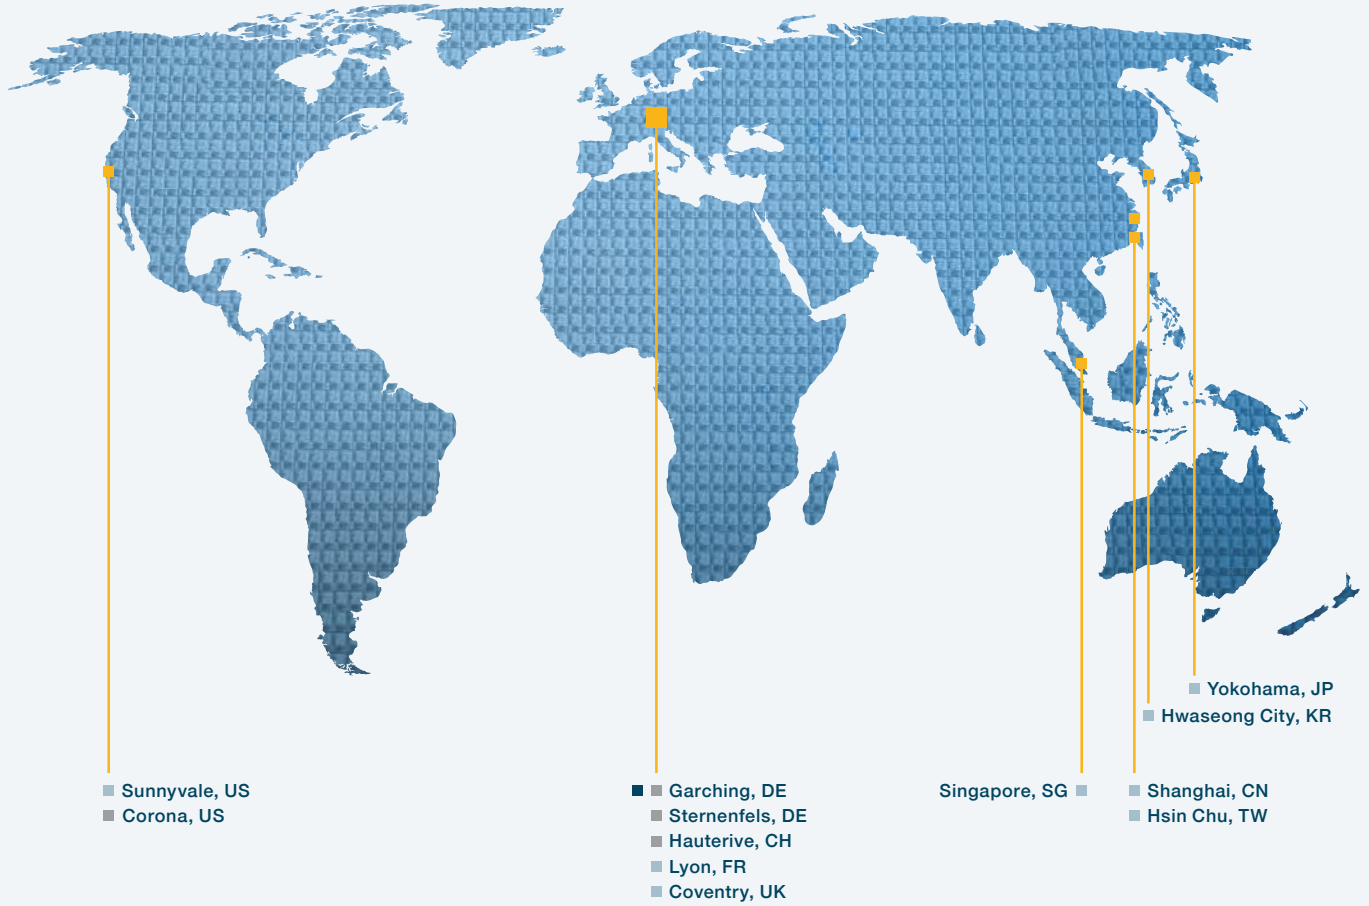 Yokohama, JP
Hwaseong City, KR
Sunnyvale, US
Corona, US
Garching, DE
Sternenfels, DE
Hauterive, CH
Lyon, FR
Coventry, UK
Singapore, SG
Shanghai, CN
Hsin Chu, TW